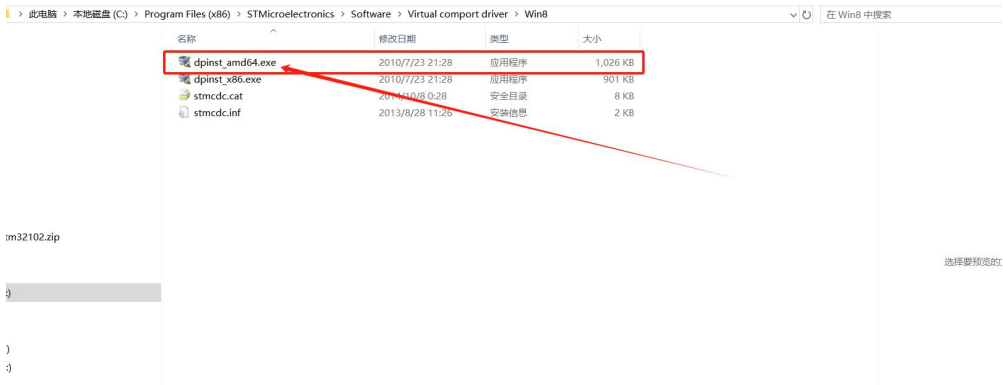 此电脑 > 本地磁盘 (C:) > Program Files (x86) > STMicroelectronics > Software > Virtual comport driver > Win8
在 Win8 中搜索
名称 修改日期 类型 大小
dpinst_amd64.exe 2010/7/23 21:28 应用程序 1,026 KB
dpinst_x86.exe 2010/7/23 21:28 应用程序 901 KB
stmcdc.cat 2014/10/8 0:28 安全目录 8 KB
stmcdc.inf 2013/8/28 11:26 安装信息 2 KB
tm32102.zip
选择要预览的
:)
)
:)